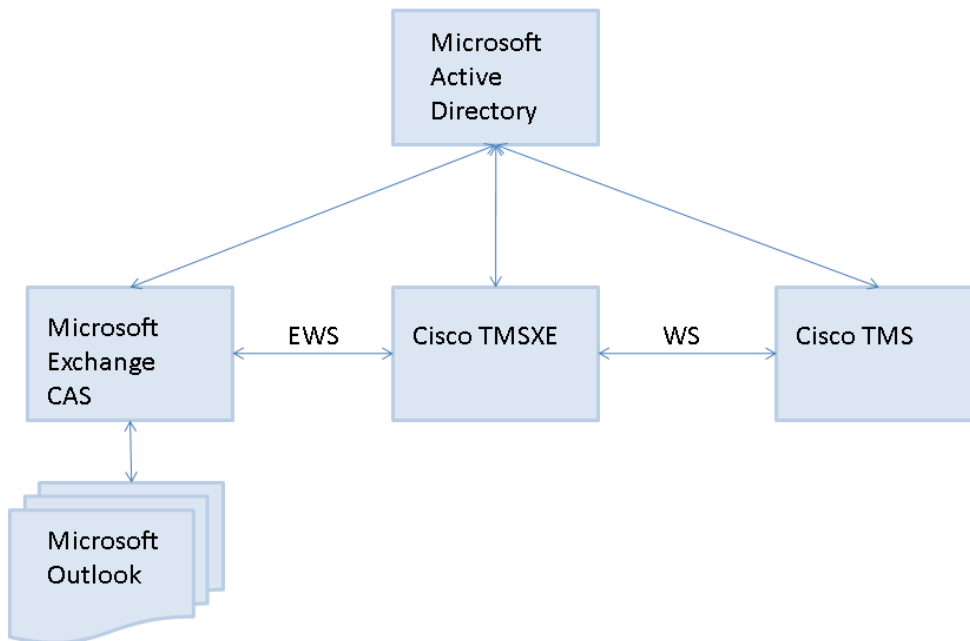 Microsoft
Active
Directory
Microsoft
Exchange
CAS
EWS
Cisco TMSXE
WS
Cisco TMS
Microsoft
Outlook